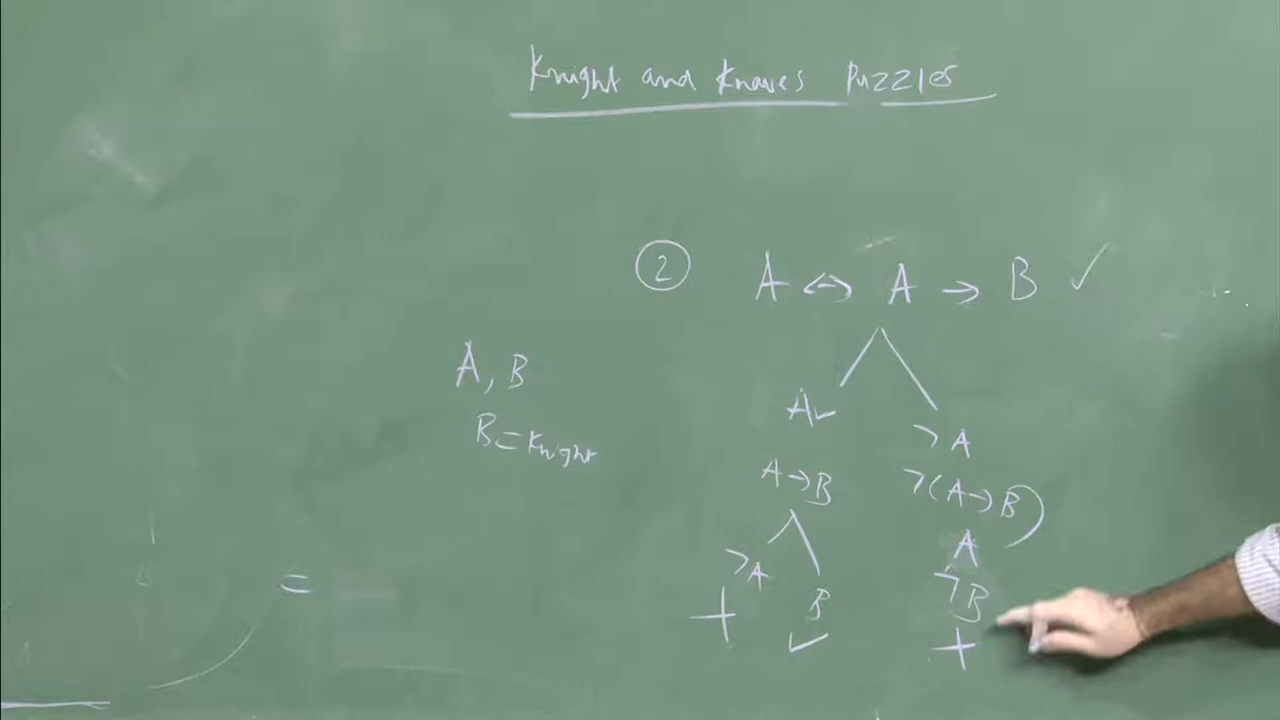 Knight and Knaves Puzzles
② A ↔ A → B ✓
A, B
B = Knight
A ✓
¬A
A → B
¬(A → B)
A
¬A B
¬B
+ ✓ +
=